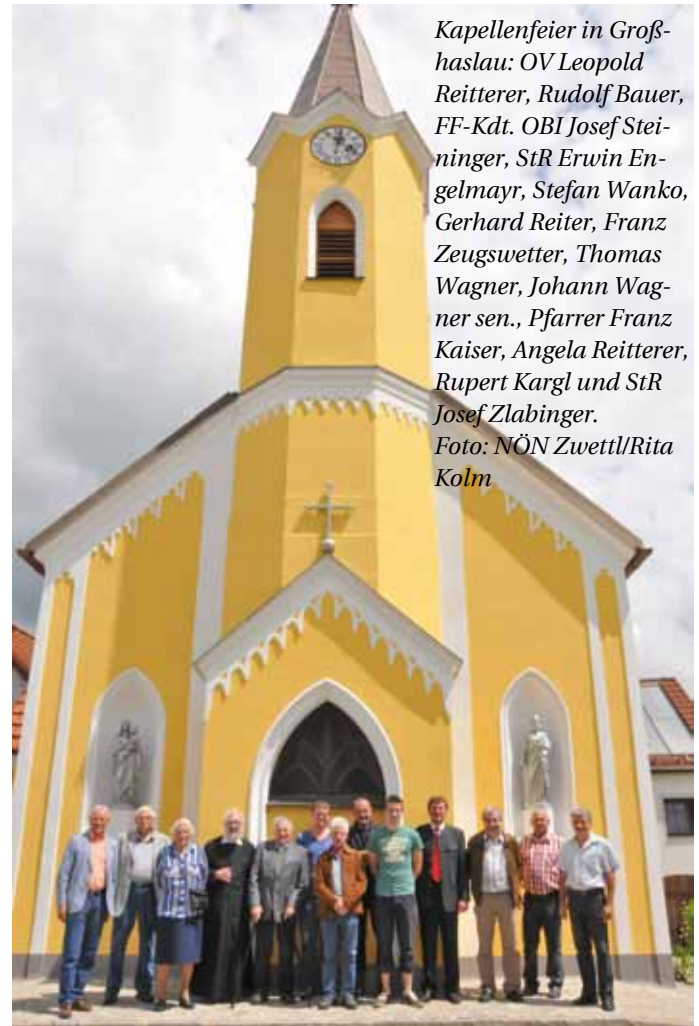 Kapellenfeier in Groß-
haslau: OV Leopold
Reitterer, Rudolf Bauer,
FF-Kdt. OBI Josef Stei-
ninger, StR Erwin En-
gelmayr, Stefan Wanko,
Gerhard Reiter, Franz
Zeugswetter, Thomas
Wagner, Johann Wag-
ner sen., Pfarrer Franz
Kaiser, Angela Reitterer,
Rupert Kargl und StR
Josef Zlabinger.
Foto: NÖN Zwettl/Rita
Kolm